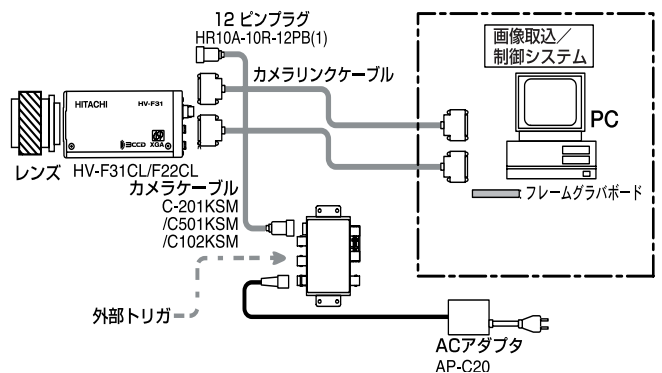 12 ピンプラグ
HR10A-10R-12PB(1)
画像取込／
制御システム
カメラリンクケーブル
HITACHI
HV-F31
3CCD XGA
PC
レンズ
HV-F31CL/F22CL
カメラケーブル
C-201KSM
/C501KSM
/C102KSM
フレームグラバボード
外部トリガ
ACアダプタ
AP-C20